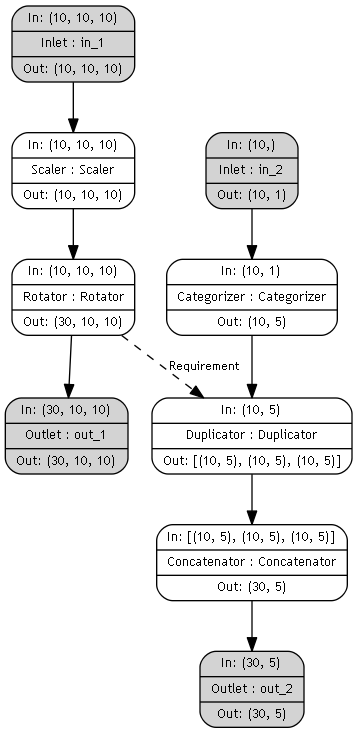 In: (10, 10, 10)
Inlet : in_1
Out: (10, 10, 10)
In: (10, 10, 10)
Scaler : Scaler
Out: (10, 10, 10)
In: (10,)
Inlet : in_2
Out: (10, 1)
In: (10, 10, 10)
Rotator : Rotator
Out: (30, 10, 10)
In: (10, 1)
Categorizer : Categorizer
Out: (10, 5)
Requirement
In: (30, 10, 10)
Outlet : out_1
Out: (30, 10, 10)
In: (10, 5)
Duplicator : Duplicator
Out: [(10, 5), (10, 5), (10, 5)]
In: [(10, 5), (10, 5), (10, 5)]
Concatenator : Concatenator
Out: (30, 5)
In: (30, 5)
Outlet : out_2
Out: (30, 5)